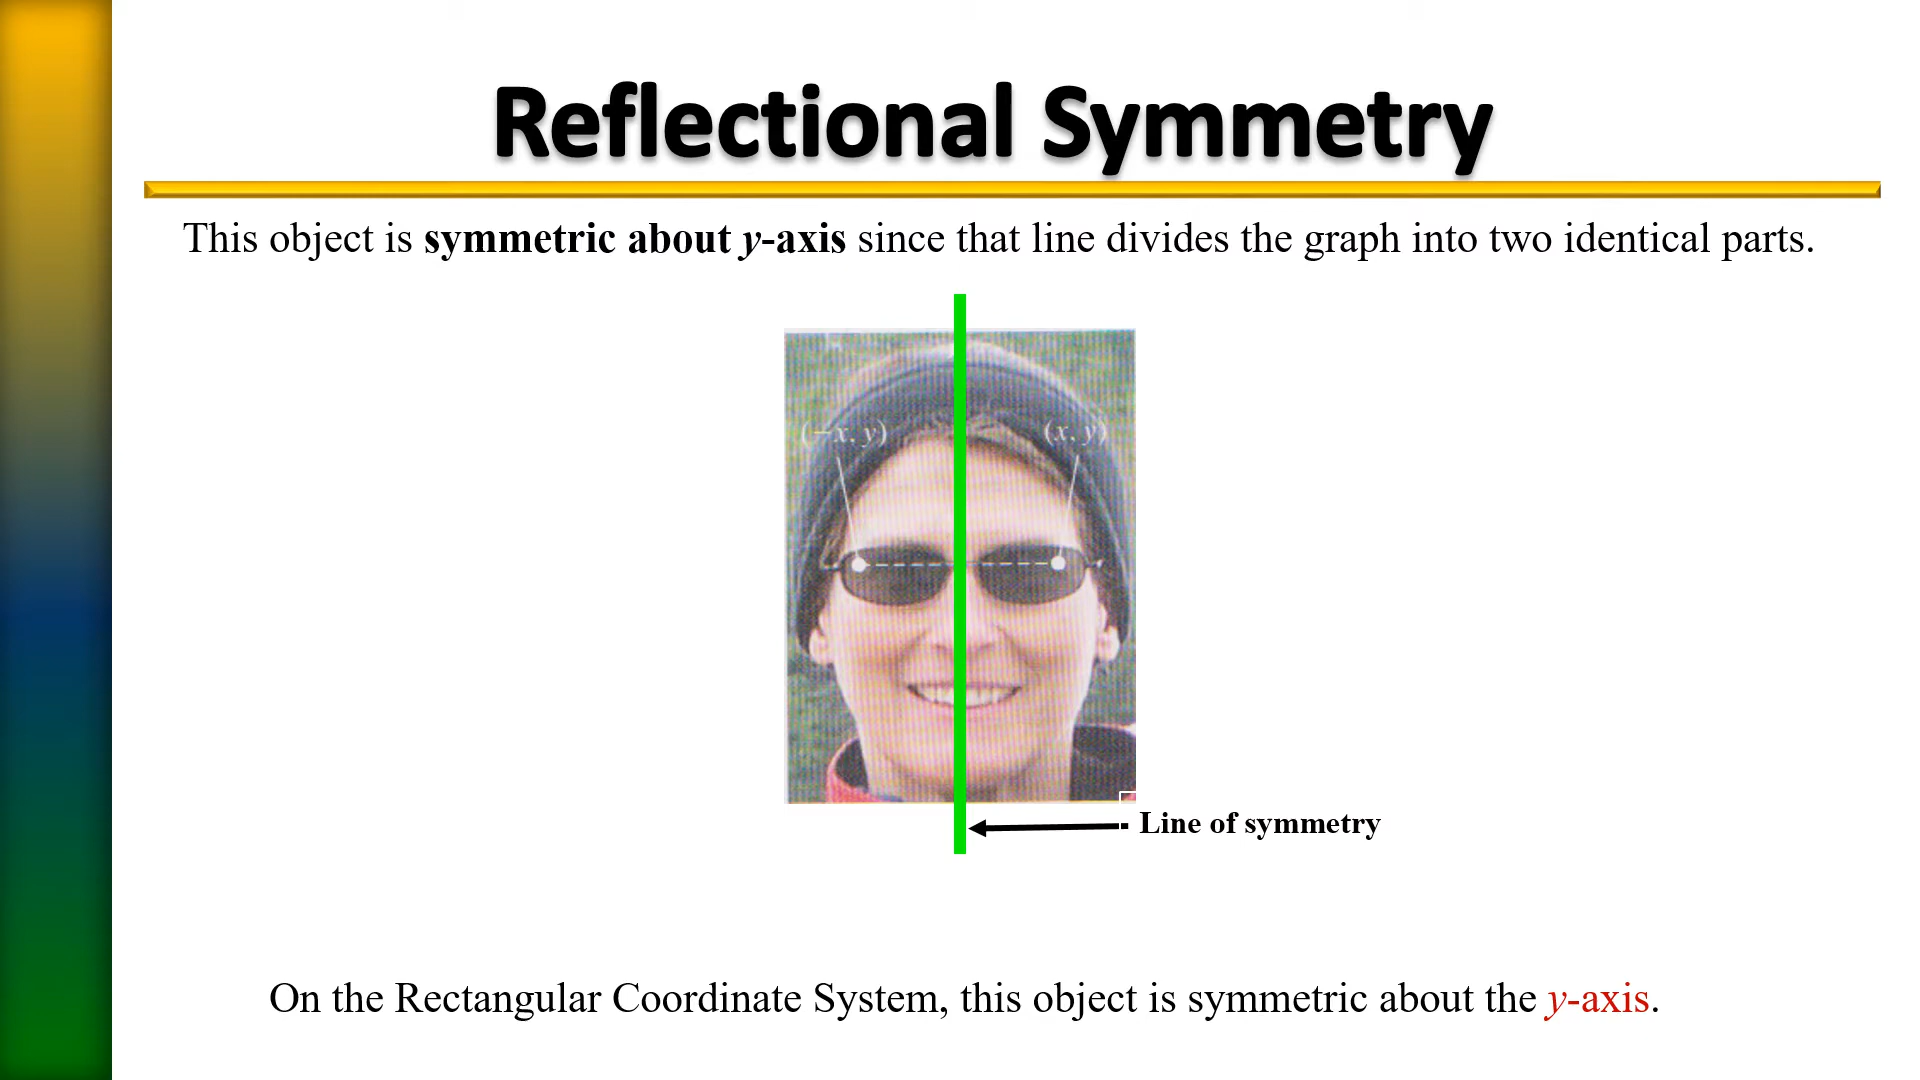 Reflectional Symmetry
This object is symmetric about y-axis since that line divides the graph into two identical parts.
(−x, y)
(x, y)
Line of symmetry
On the Rectangular Coordinate System, this object is symmetric about the y-axis.